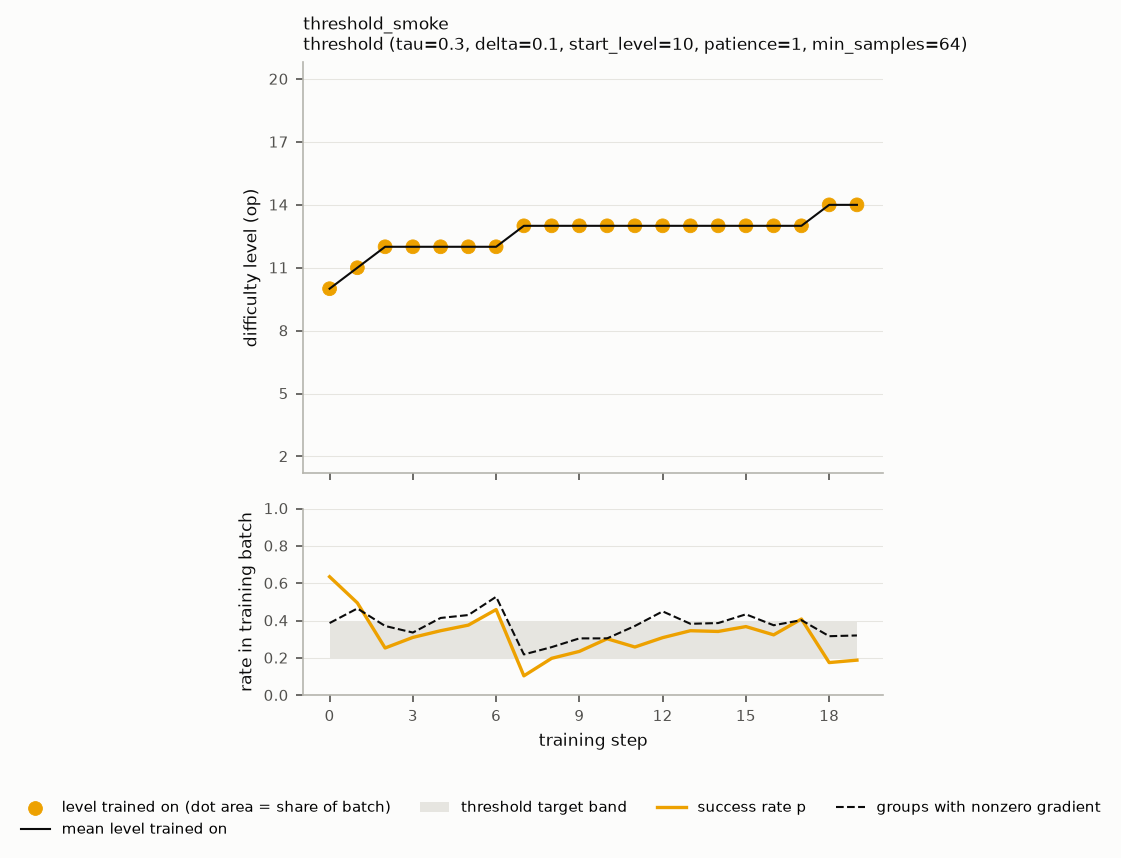 threshold_smoke
threshold (tau=0.3, delta=0.1, start_level=10, patience=1, min_samples=64)
difficulty level (op)
20
17
14
11
8
5
2
rate in training batch
1.0
0.8
0.6
0.4
0.2
0.0
0 3 6 9 12 15 18
training step
level trained on (dot area = share of batch) threshold target band success rate p groups with nonzero gradient
mean level trained on